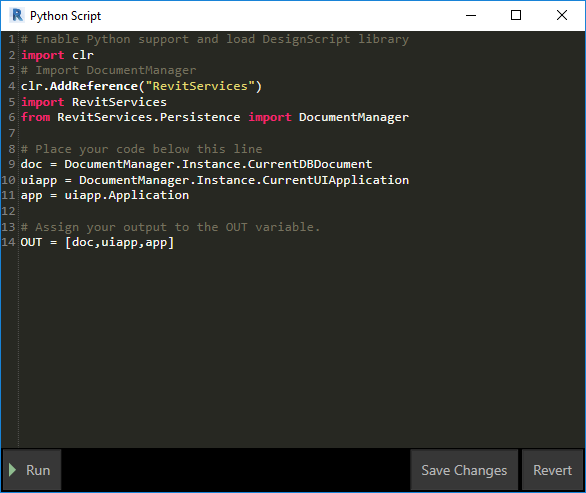 Python Script
1 # Enable Python support and load DesignScript library
2 import clr
3 # Import DocumentManager
4 clr.AddReference("RevitServices")
5 import RevitServices
6 from RevitServices.Persistence import DocumentManager
7
8 # Place your code below this line
9 doc = DocumentManager.Instance.CurrentDBDocument
10 uiapp = DocumentManager.Instance.CurrentUIApplication
11 app = uiapp.Application
12
13 # Assign your output to the OUT variable.
14 OUT = [doc,uiapp,app]
Run Save Changes Revert